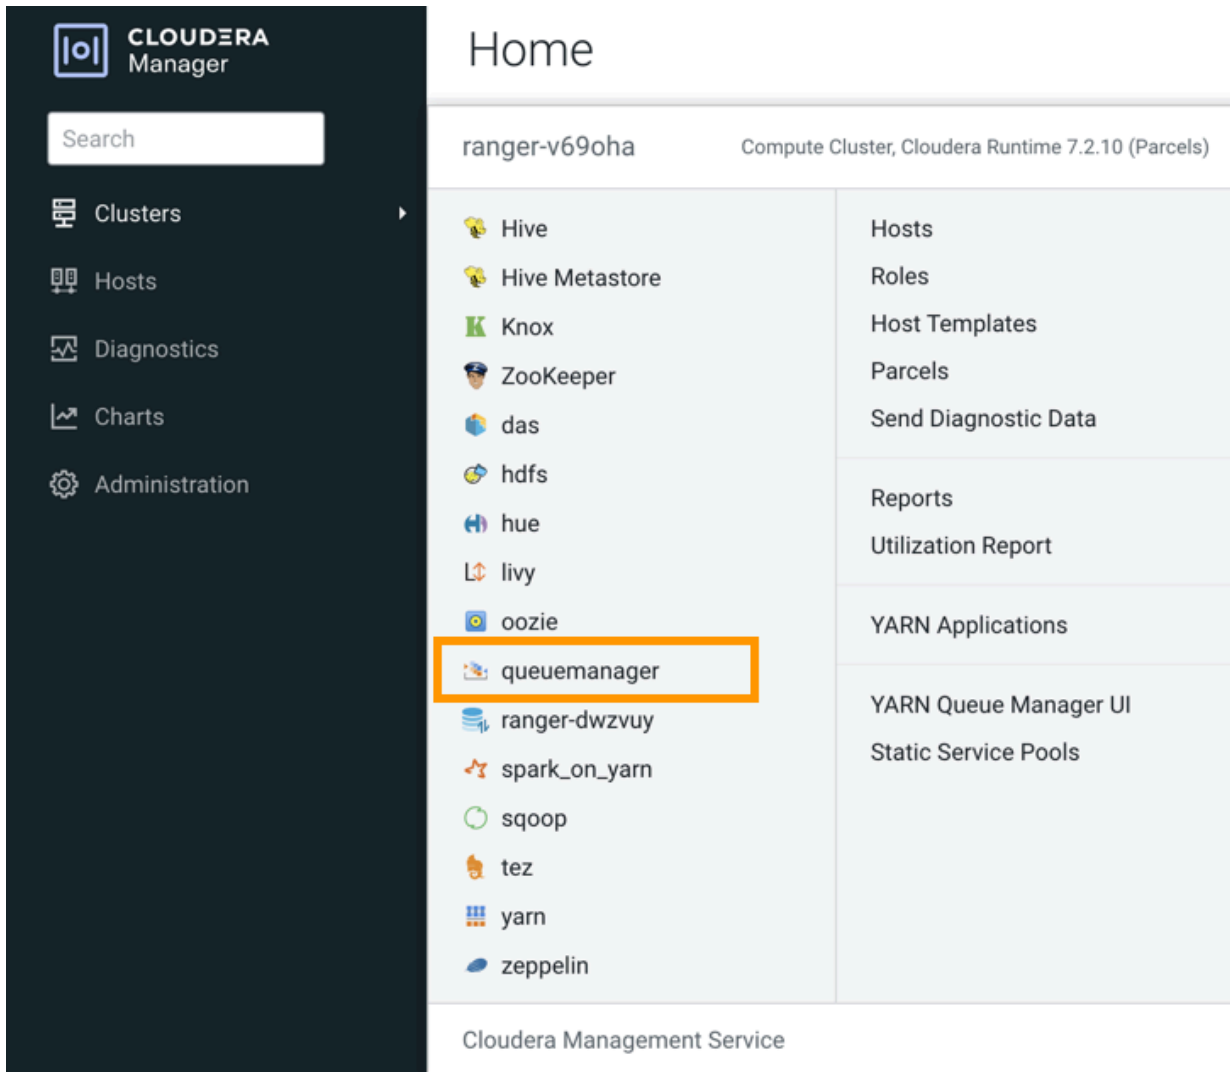 CLOUDERA
Manager
Search
Clusters
Hosts
Diagnostics
Charts
Administration
Home
ranger-v69oha
Compute Cluster, Cloudera Runtime 7.2.10 (Parcels)
Hive
Hive Metastore
Knox
ZooKeeper
das
hdfs
hue
livy
oozie
queuemanager
ranger-dwzvuy
spark_on_yarn
sqoop
tez
yarn
zeppelin
Hosts
Roles
Host Templates
Parcels
Send Diagnostic Data
Reports
Utilization Report
YARN Applications
YARN Queue Manager UI
Static Service Pools
Cloudera Management Service